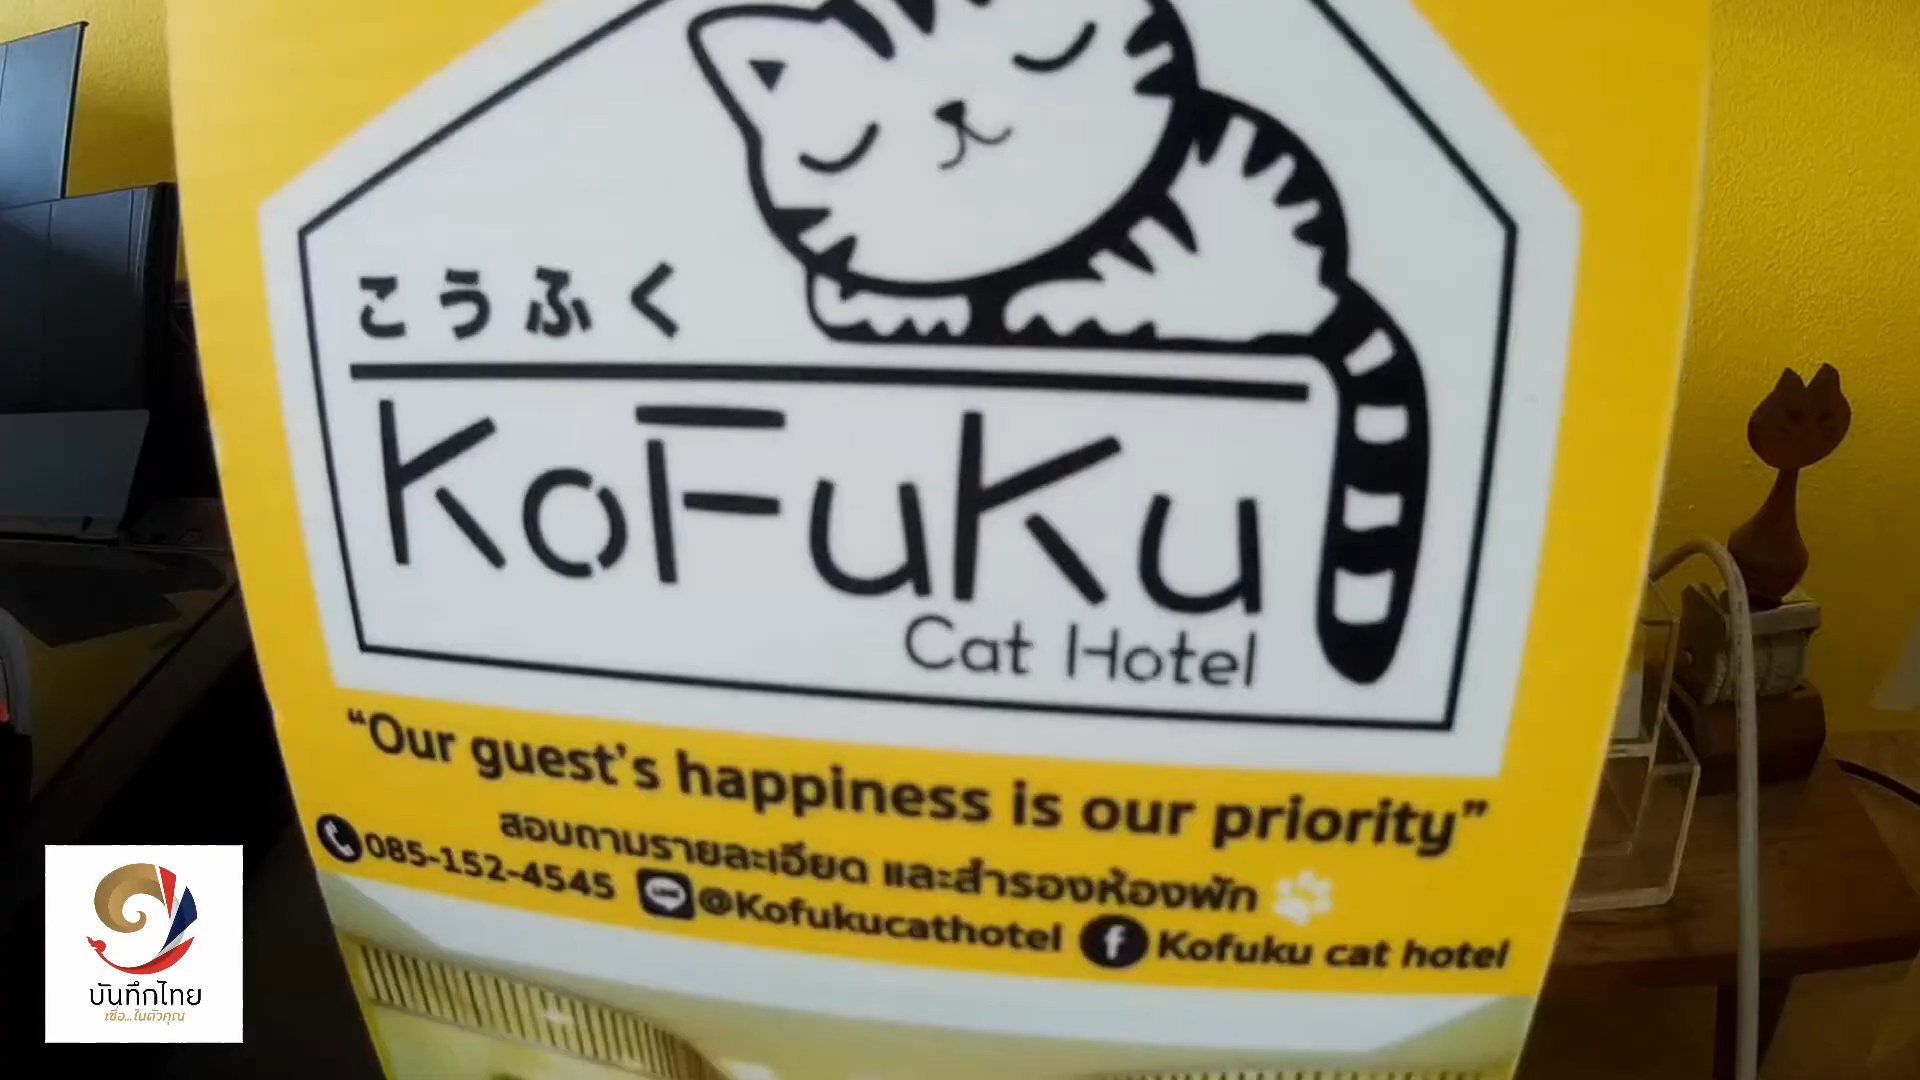 こうふく
KoFuKu
Cat Hotel
“Our guest’s happiness is our priority”
สอบถามรายละเอียด และสำรองห้องพัก
085-152-4545 LINE @Kofukucathotel f Kofuku cat hotel
บันทึกไทย
เชื่อ...ในตัวคุณ